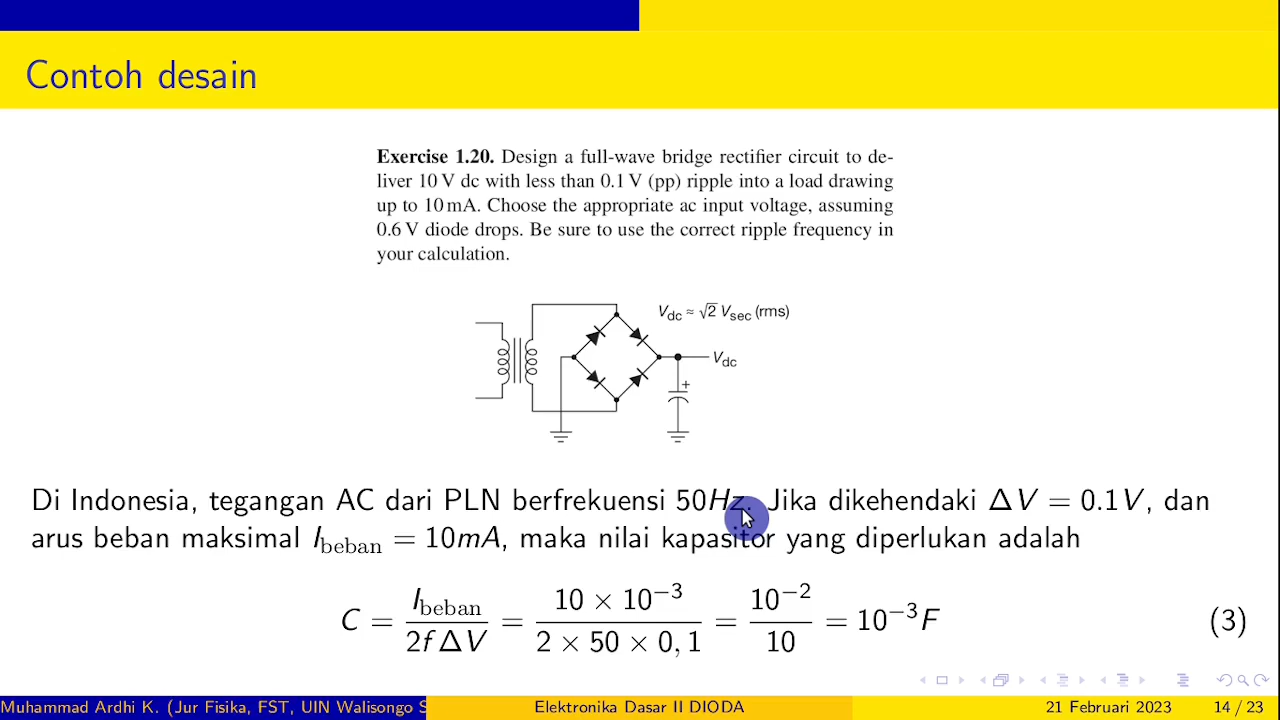 Contoh desain
Exercise 1.20. Design a full-wave bridge rectifier circuit to de-
liver 10 V dc with less than 0.1 V (pp) ripple into a load drawing
up to 10 mA. Choose the appropriate ac input voltage, assuming
0.6 V diode drops. Be sure to use the correct ripple frequency in
your calculation.
V_dc ≈ √2 V_sec (rms)
V_dc
+
Di Indonesia, tegangan AC dari PLN berfrekuensi 50Hz. Jika dikehendaki ΔV = 0.1V, dan
arus beban maksimal I_beban = 10mA, maka nilai kapasitor yang diperlukan adalah
C = I_beban / 2f ΔV = 10 × 10⁻³ / 2 × 50 × 0,1 = 10⁻² / 10 = 10⁻³F (3)
Muhammad Ardhi K. (Jur Fisika, FST, UIN Walisongo S Elektronika Dasar II DIODA 21 Februari 2023 14 / 23